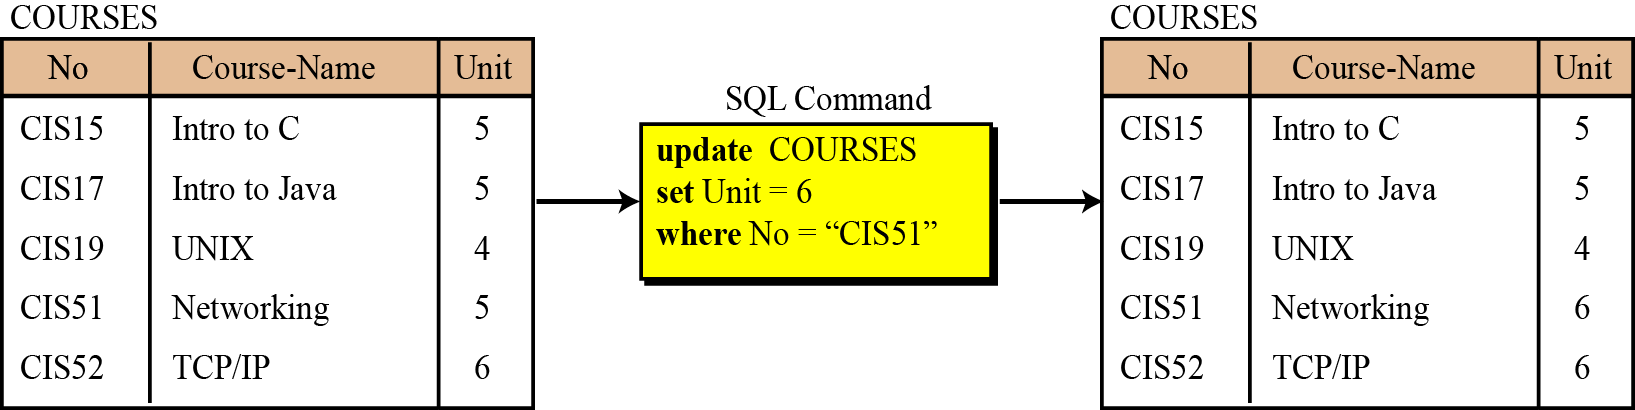 COURSES
No Course-Name Unit
CIS15 Intro to C 5
CIS17 Intro to Java 5
CIS19 UNIX 4
CIS51 Networking 5
CIS52 TCP/IP 6
SQL Command
update COURSES
set Unit = 6
where No = “CIS51”
COURSES
No Course-Name Unit
CIS15 Intro to C 5
CIS17 Intro to Java 5
CIS19 UNIX 4
CIS51 Networking 6
CIS52 TCP/IP 6